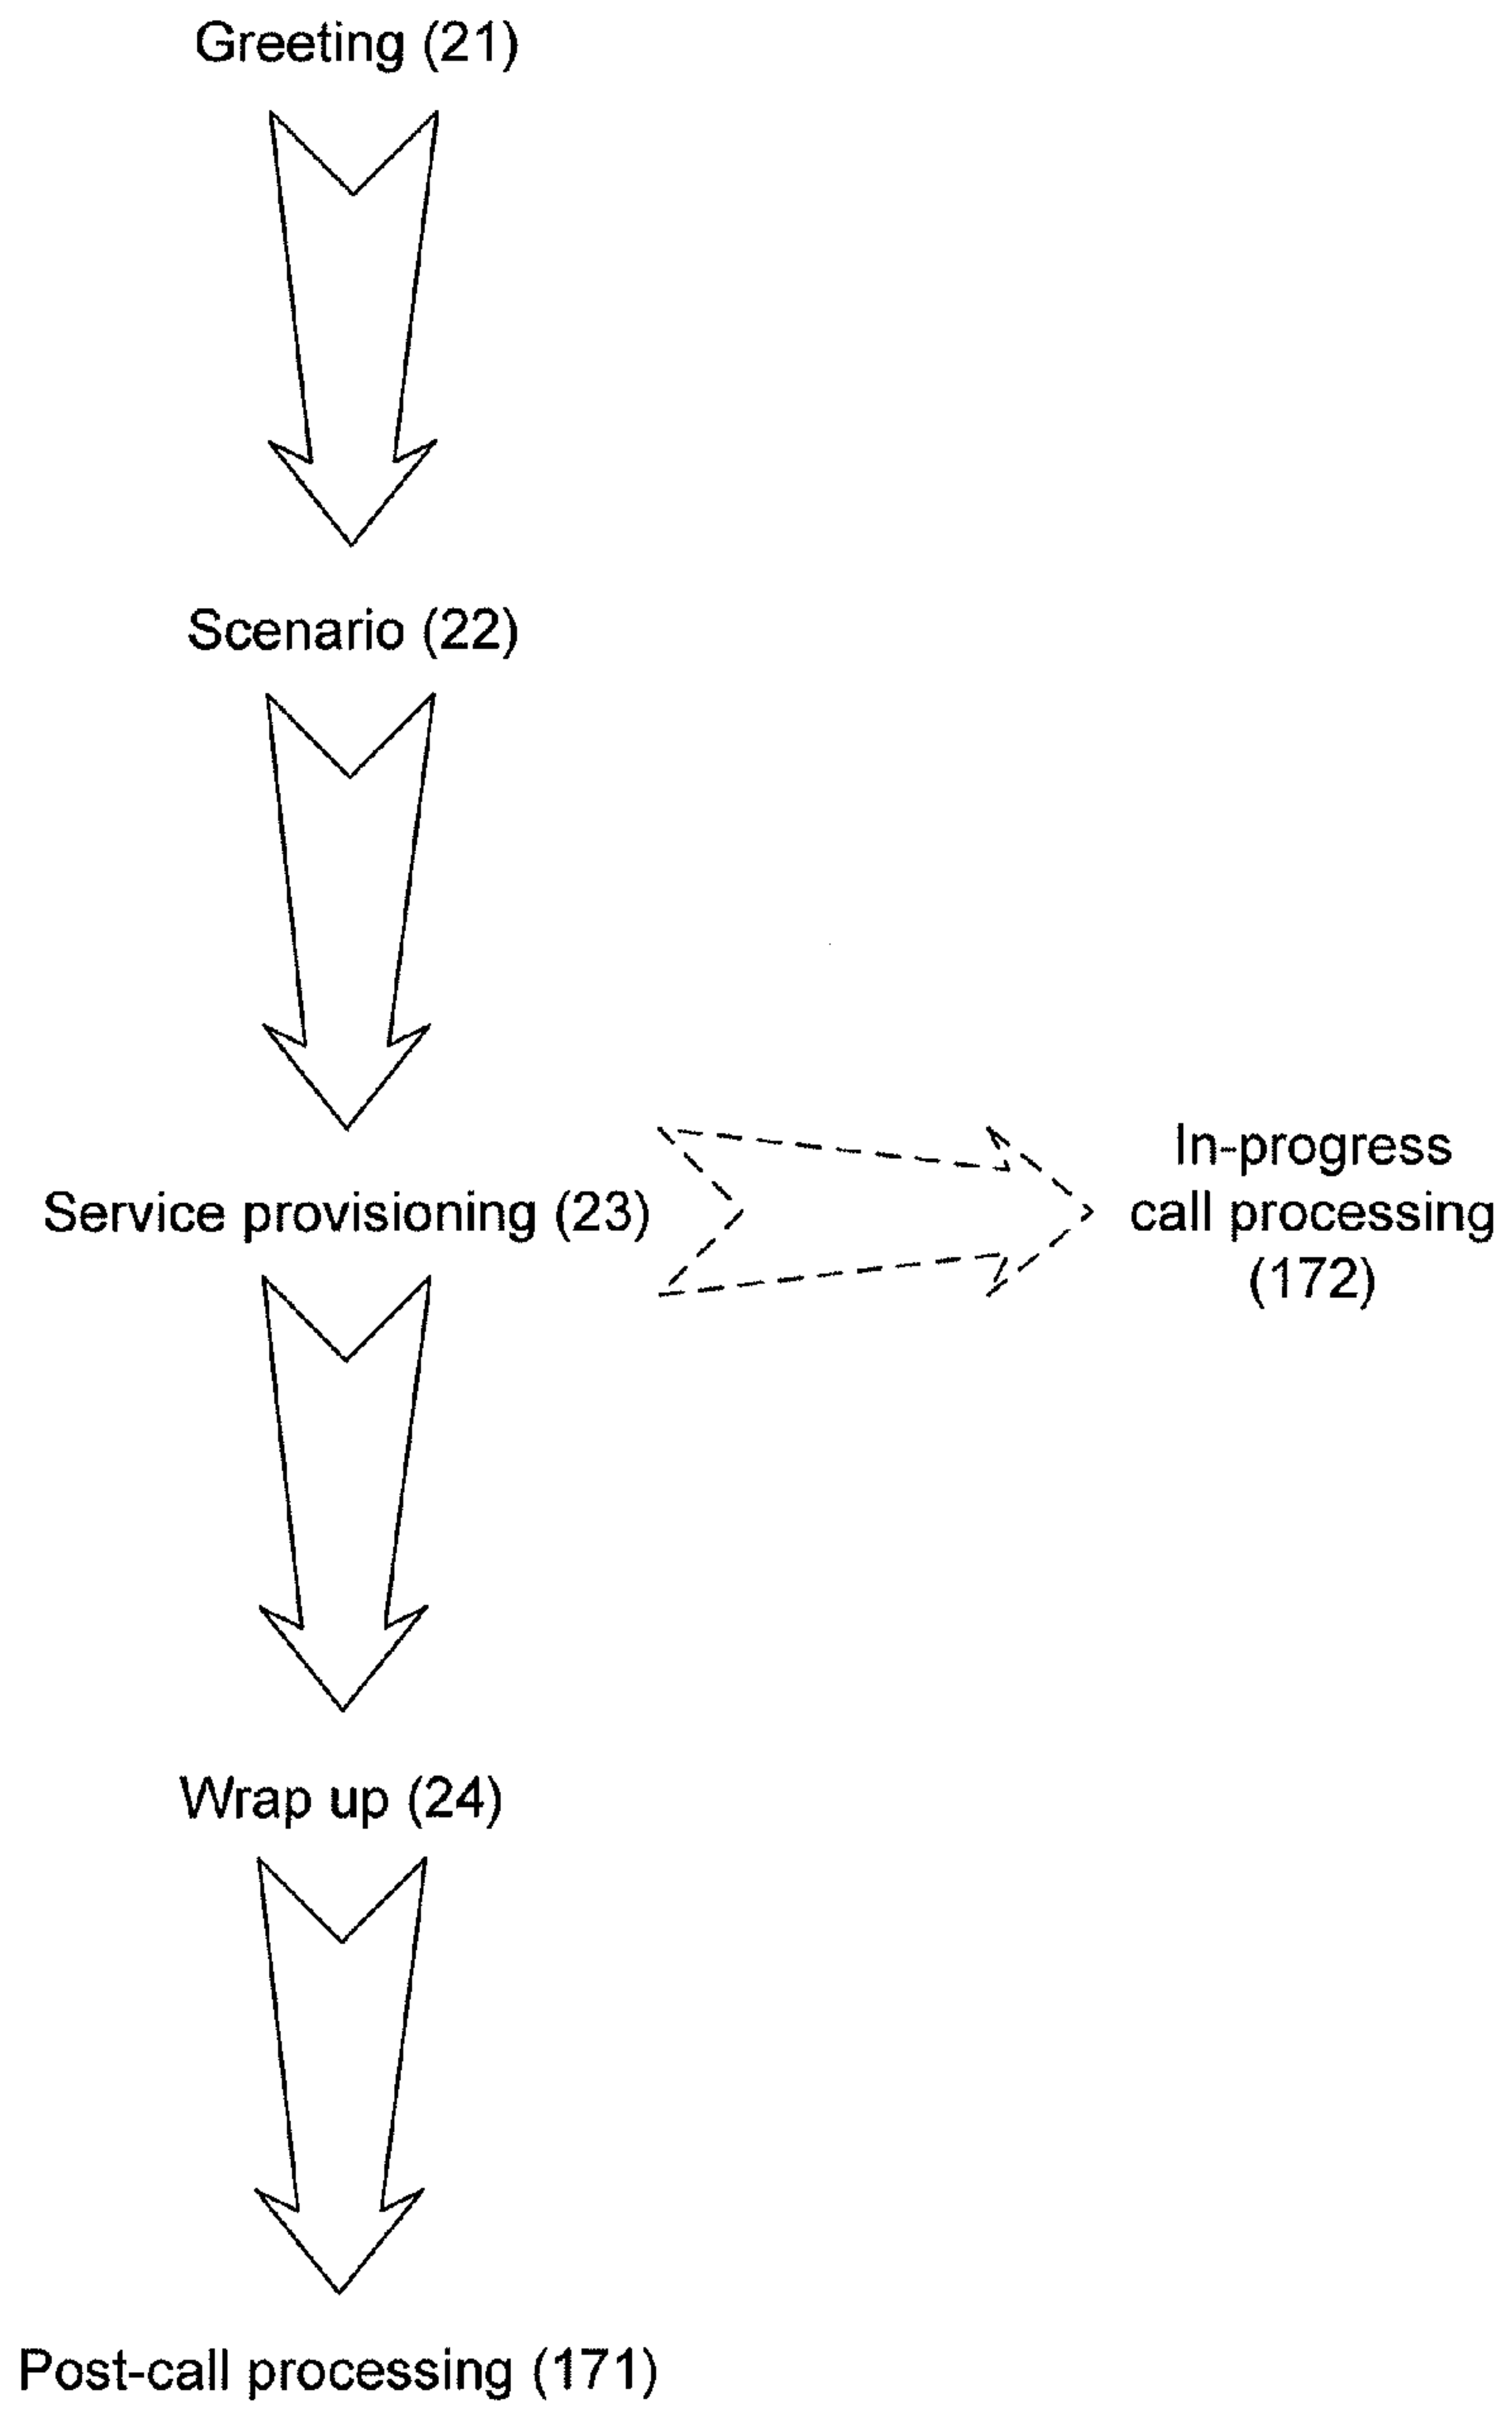 Greeting (21)
Scenario (22)
Service provisioning (23)
In-progress
call processing
(172)
Wrap up (24)
Post-call processing (171)